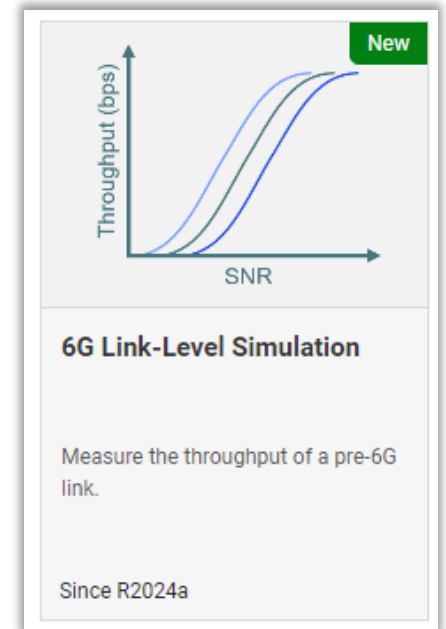 New
Throughput (bps)
SNR
6G Link-Level Simulation
Measure the throughput of a pre-6G
link.
Since R2024a